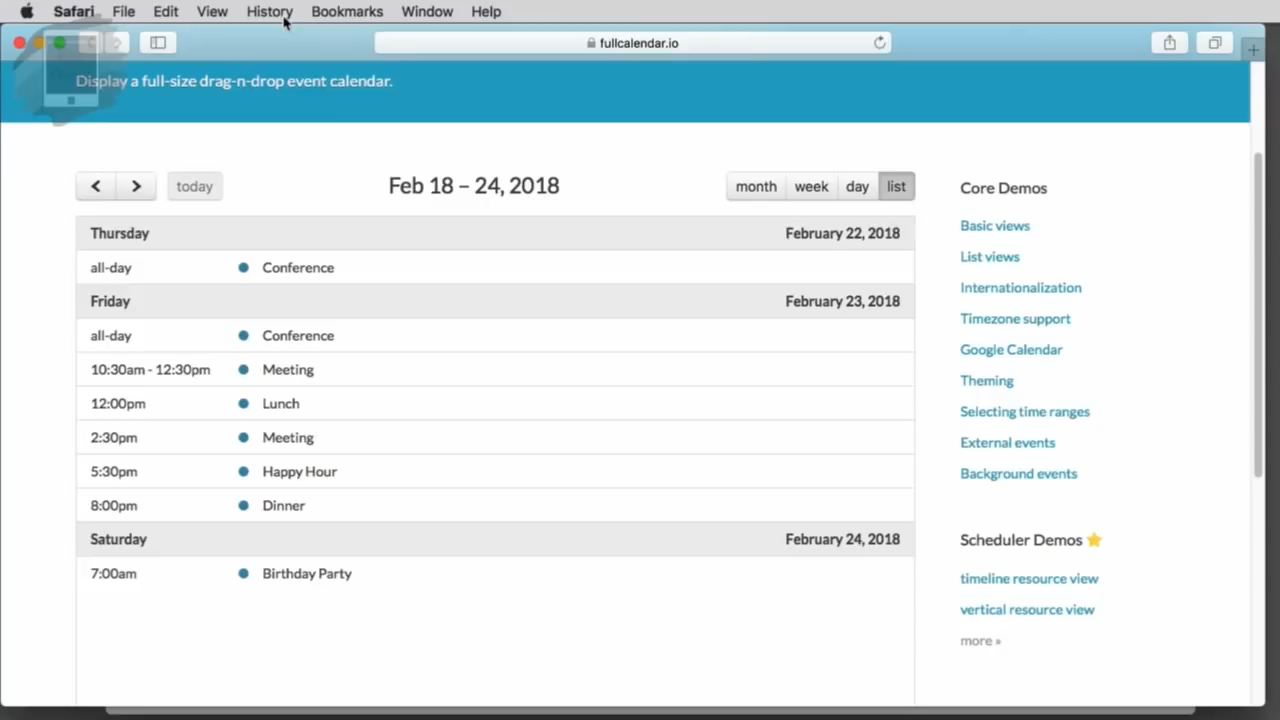 Safari File Edit View History Bookmarks Window Help
fullcalendar.io
Display a full-size drag-n-drop event calendar.
today
Feb 18 – 24, 2018
month week day list
Thursday February 22, 2018
all-day Conference
Friday February 23, 2018
all-day Conference
10:30am - 12:30pm Meeting
12:00pm Lunch
2:30pm Meeting
5:30pm Happy Hour
8:00pm Dinner
Saturday February 24, 2018
7:00am Birthday Party
Core Demos
Basic views
List views
Internationalization
Timezone support
Google Calendar
Theming
Selecting time ranges
External events
Background events
Scheduler Demos
timeline resource view
vertical resource view
more »